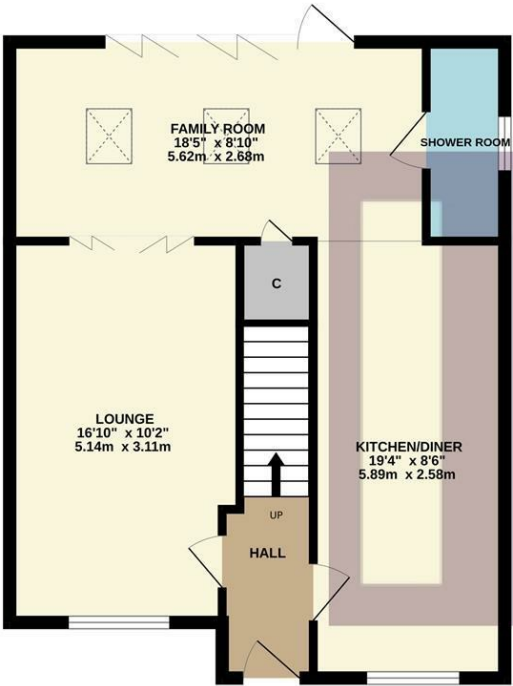 FAMILY ROOM
18'5" x 8'10"
5.62m x 2.68m
SHOWER ROOM
C
LOUNGE
16'10" x 10'2"
5.14m x 3.11m
KITCHEN/DINER
19'4" x 8'6"
5.89m x 2.58m
UP
HALL